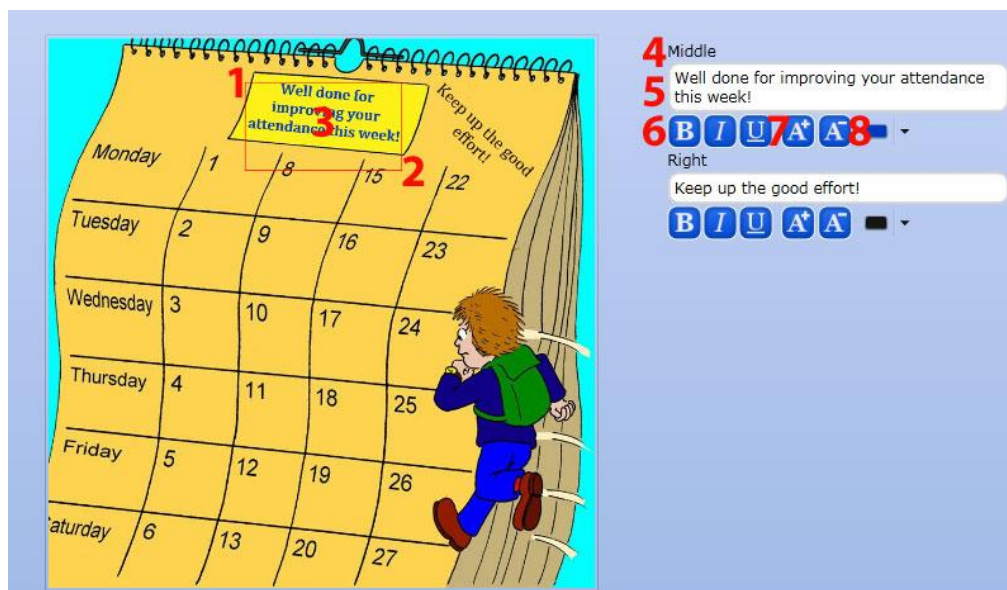 1
Well done for
improving your
3
attendance this week!
2
Keep up the good
effort!
Monday 1 8 15 22
Tuesday 2 9 16 23
Wednesday 3 10 17 24
Thursday 4 11 18 25
Friday 5 12 19 26
aturday 6 13 20 27
4 Middle
5 Well done for improving your attendance
this week!
6 B I U 7 A+ A- 8
Right
Keep up the good effort!
B I U A+ A-